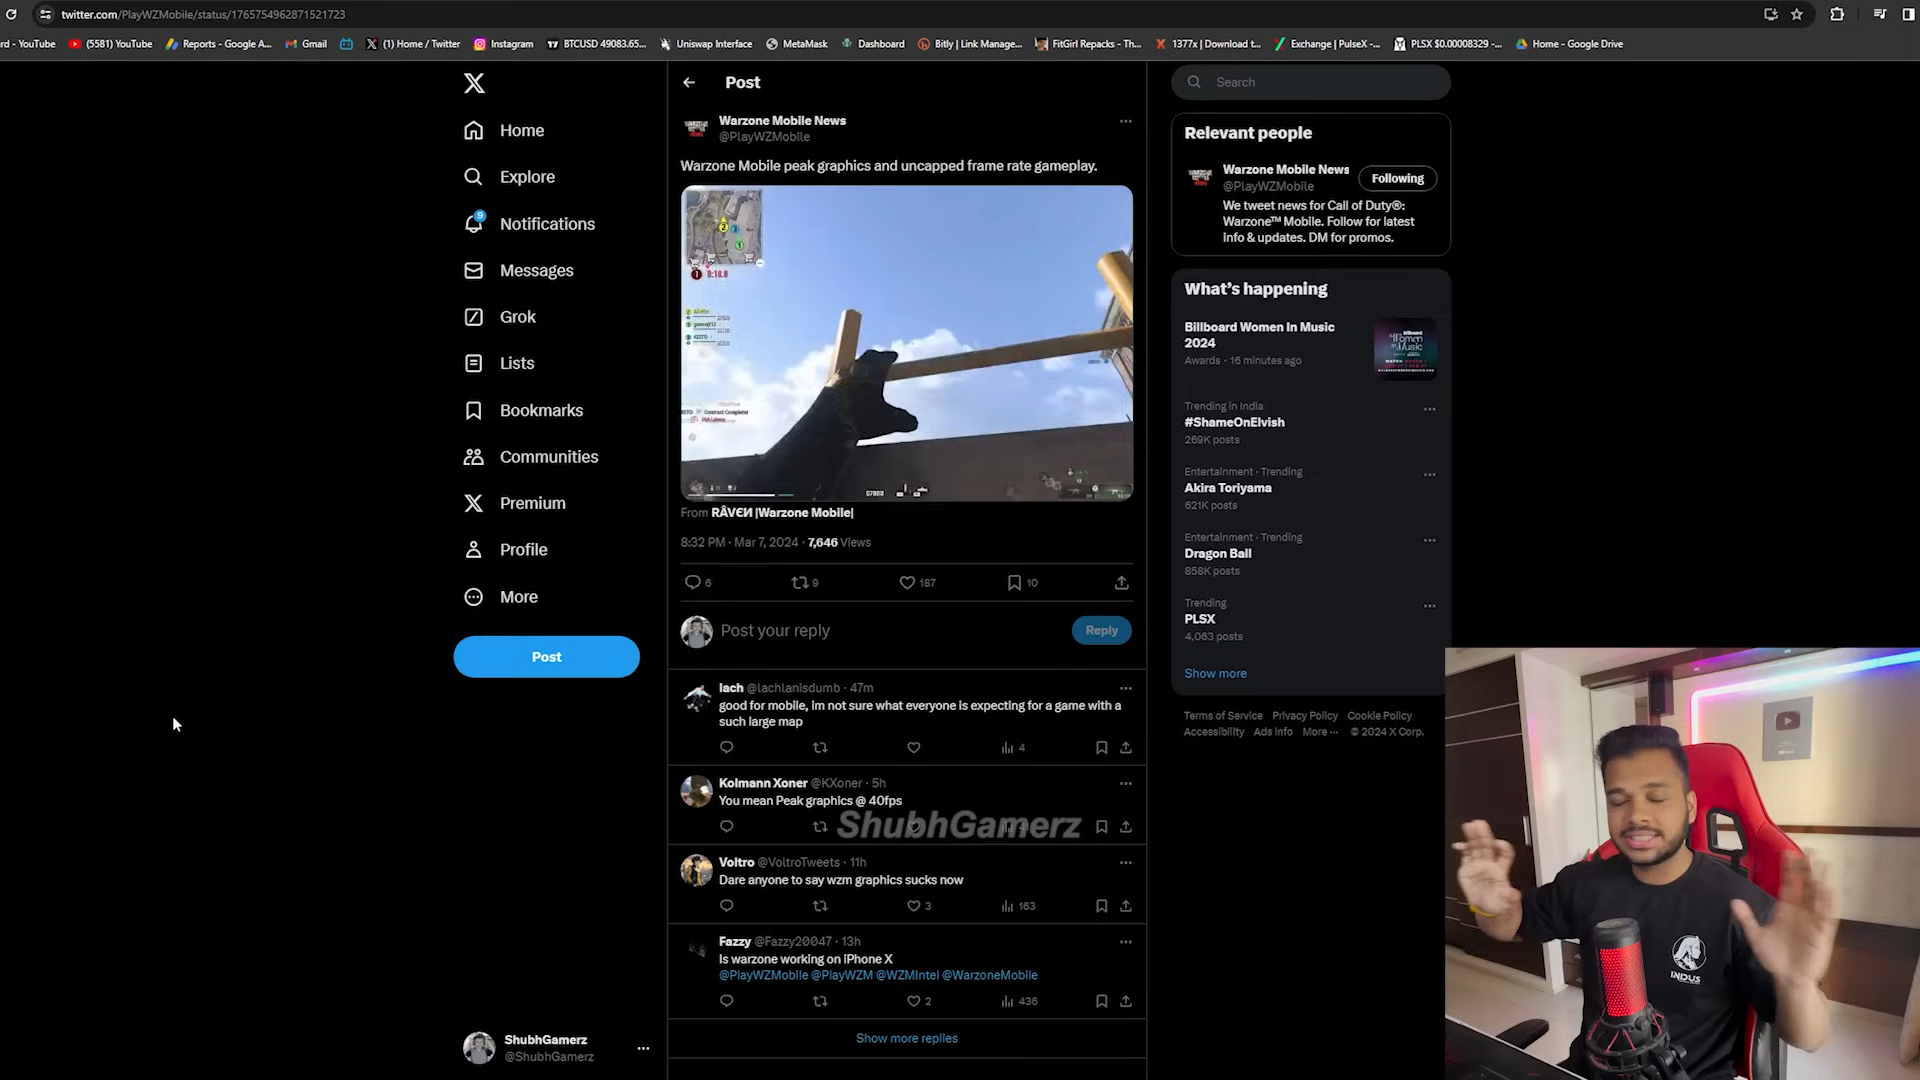 twitter.com/PlayWZMobile/status/1765754962871521723
rd - YouTube
(5581) YouTube
Reports - Google A...
Gmail
(1) Home / Twitter
Instagram
BTCUSD 49083.65...
Uniswap Interface
MetaMask
Dashboard
Bitly | Link Manage...
FitGirl Repacks - Th...
1377x | Download t...
Exchange | PulseX -...
PLSX $0.00008329 -...
Home - Google Drive
Home
Explore
9
Notifications
Messages
Grok
Lists
Bookmarks
Communities
Premium
Profile
More
Post
ShubhGamerz
@ShubhGamerz
Post
Warzone Mobile News
@PlayWZMobile
Warzone Mobile peak graphics and uncapped frame rate gameplay.
Contract Completed
From RÂVЄИ |Warzone Mobile|
8:32 PM · Mar 7, 2024 · 7,646 Views
6
9
187
10
Post your reply
Reply
lach @lachlanisdumb · 47m
good for mobile, im not sure what everyone is expecting for a game with a
such large map
4
Kolmann Xoner @KXoner · 5h
You mean Peak graphics @ 40fps
ShubhGamerz
Voltro @VoltroTweets · 11h
Dare anyone to say wzm graphics sucks now
3
163
Fazzy @Fazzy20047 · 13h
Is warzone working on iPhone X
@PlayWZMobile @PlayWZM @WZMIntel @WarzoneMobile
2
436
Show more replies
Search
Relevant people
Warzone Mobile News
@PlayWZMobile
Following
We tweet news for Call of Duty®:
Warzone™ Mobile. Follow for latest
info & updates. DM for promos.
What's happening
Billboard Women In Music
2024
Awards · 16 minutes ago
Trending in India
#ShameOnElvish
269K posts
Entertainment · Trending
Akira Toriyama
621K posts
Entertainment · Trending
Dragon Ball
858K posts
Trending
PLSX
4,063 posts
Show more
Terms of Service Privacy Policy Cookie Policy
Accessibility Ads info More ··· © 2024 X Corp.
INDUS